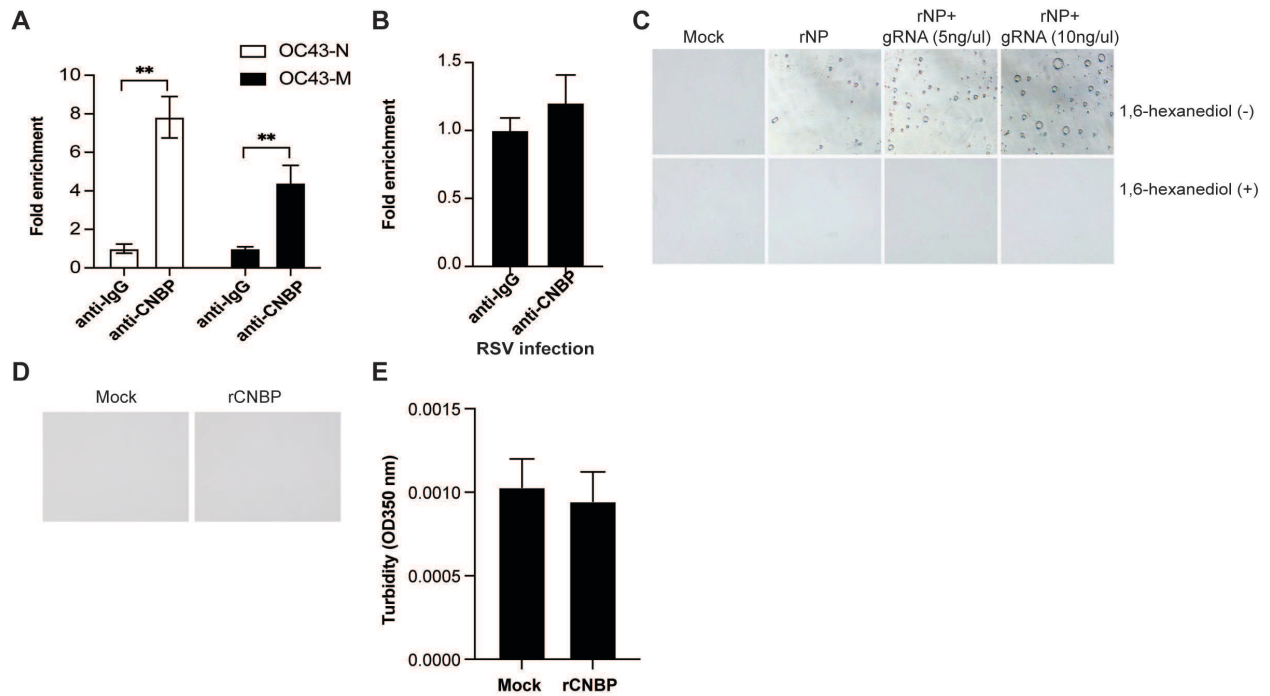 A
OC43-N
OC43-M
**
**
Fold enrichment
10
8
6
4
2
0
anti-IgG
anti-CNBP
anti-IgG
anti-CNBP
B
Fold enrichment
1.5
1.0
0.5
0.0
anti-IgG
anti-CNBP
RSV infection
C
Mock
rNP
rNP+
gRNA (5ng/ul)
rNP+
gRNA (10ng/ul)
1,6-hexanediol (-)
1,6-hexanediol (+)
D
Mock
rCNBP
E
Turbidity (OD350 nm)
0.0015
0.0010
0.0005
0.0000
Mock
rCNBP